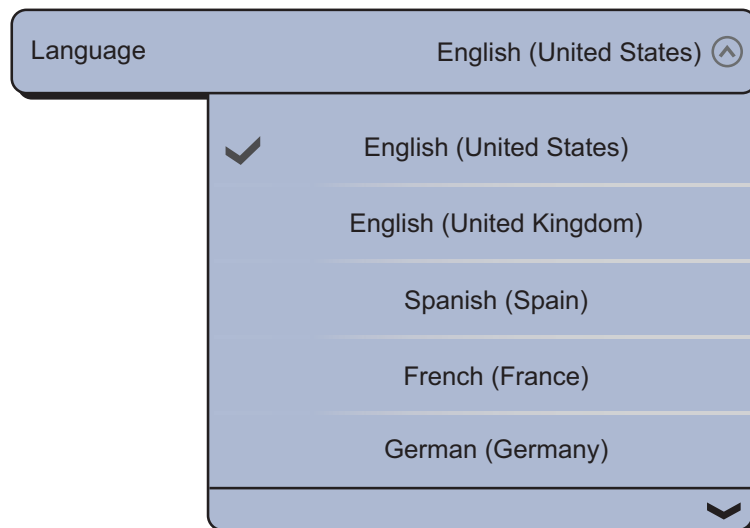 Language English (United States)
English (United States)
English (United Kingdom)
Spanish (Spain)
French (France)
German (Germany)